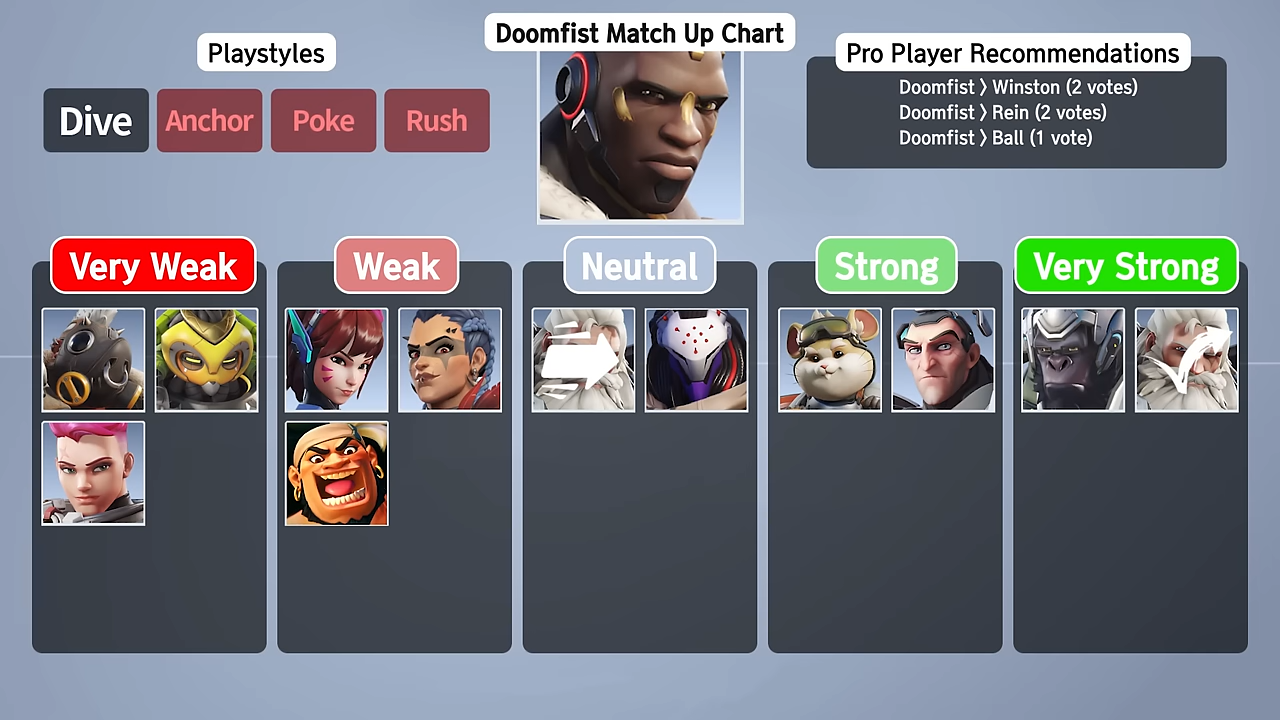 Doomfist Match Up Chart
Playstyles
Dive
Anchor
Poke
Rush
Pro Player Recommendations
Doomfist > Winston (2 votes)
Doomfist > Rein (2 votes)
Doomfist > Ball (1 vote)
Very Weak
Weak
Neutral
Strong
Very Strong